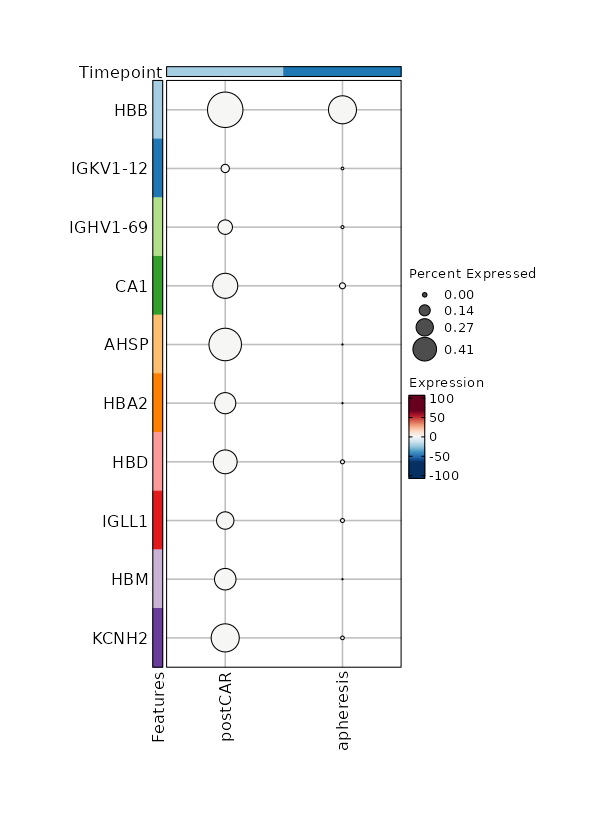 Timepoint
HBB
IGKV1-12
IGHV1-69
CA1
AHSP
HBA2
HBD
IGLL1
HBM
KCNH2
Features
postCAR
apheresis
Percent Expressed
0.00
0.14
0.27
0.41
Expression
100
50
0
-50
-100